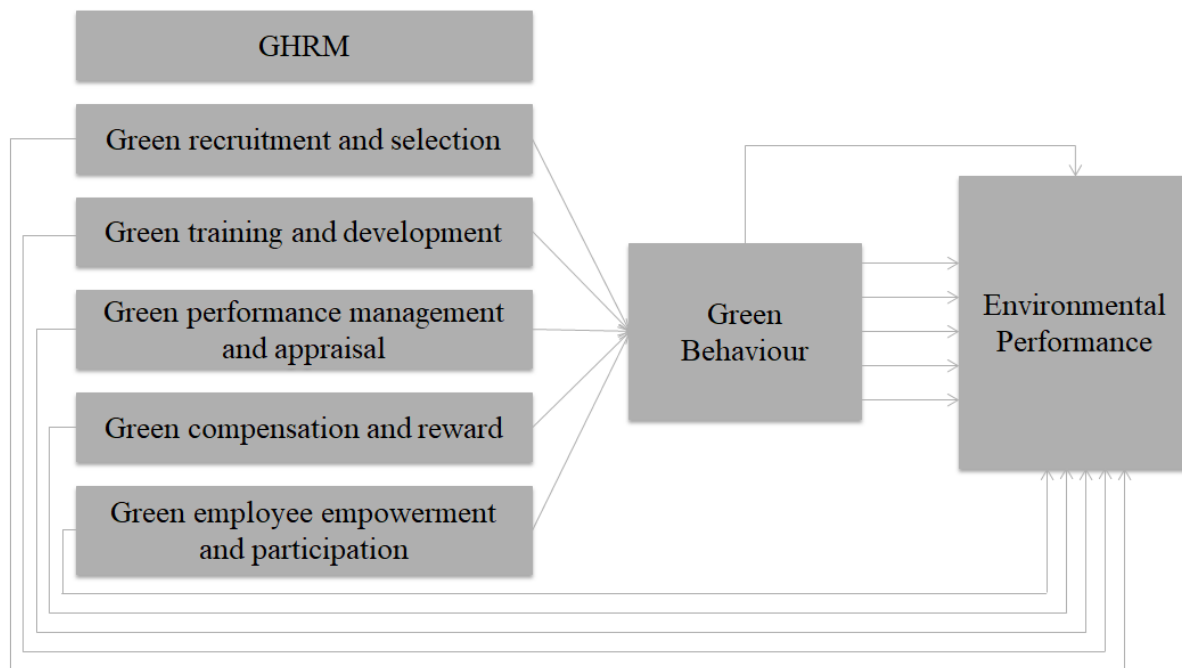 GHRM
Green recruitment and selection
Green training and development
Green performance management
and appraisal
Green compensation and reward
Green employee empowerment
and participation
Green
Behaviour
Environmental
Performance